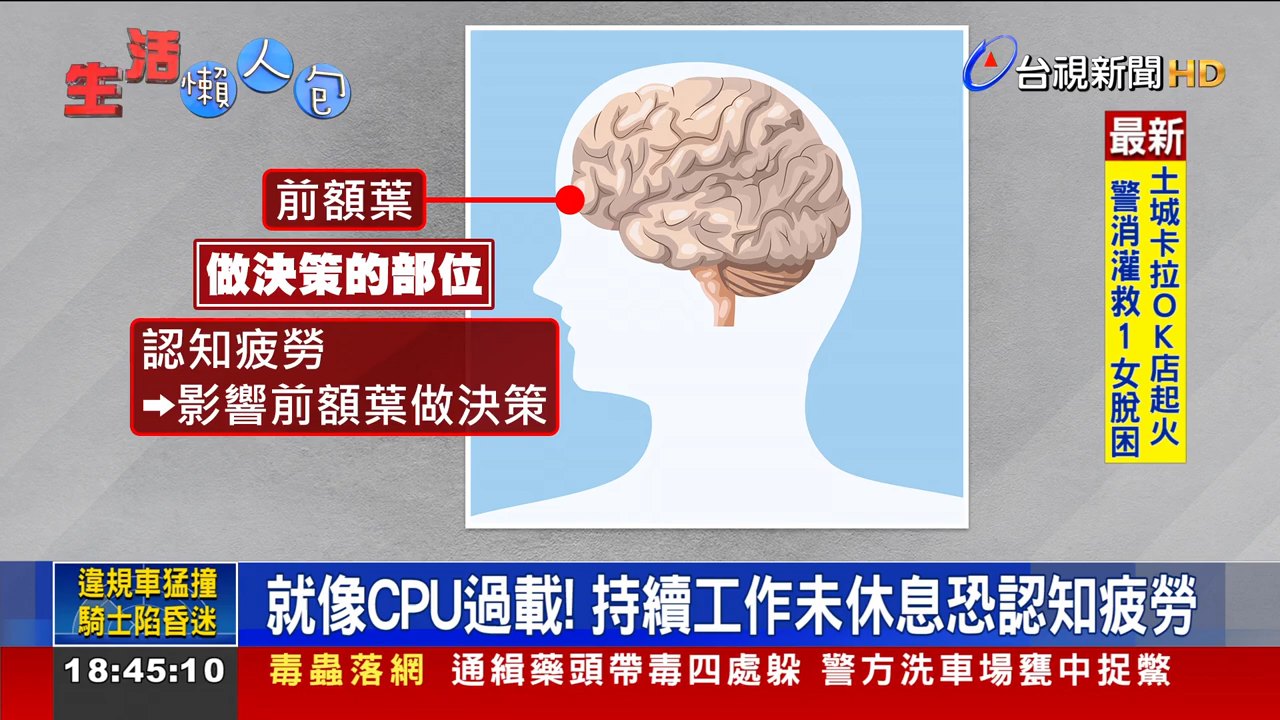 生活懶人包
台視新聞HD
最新
土城卡拉OK店起火
警消灌救1女脫困
前額葉
做決策的部位
認知疲勞
➡影響前額葉做決策
違規車猛撞
騎士陷昏迷
就像CPU過載! 持續工作未休息恐認知疲勞
18:45:10
毒蟲落網 通緝藥頭帶毒四處躲 警方洗車場甕中捉鱉